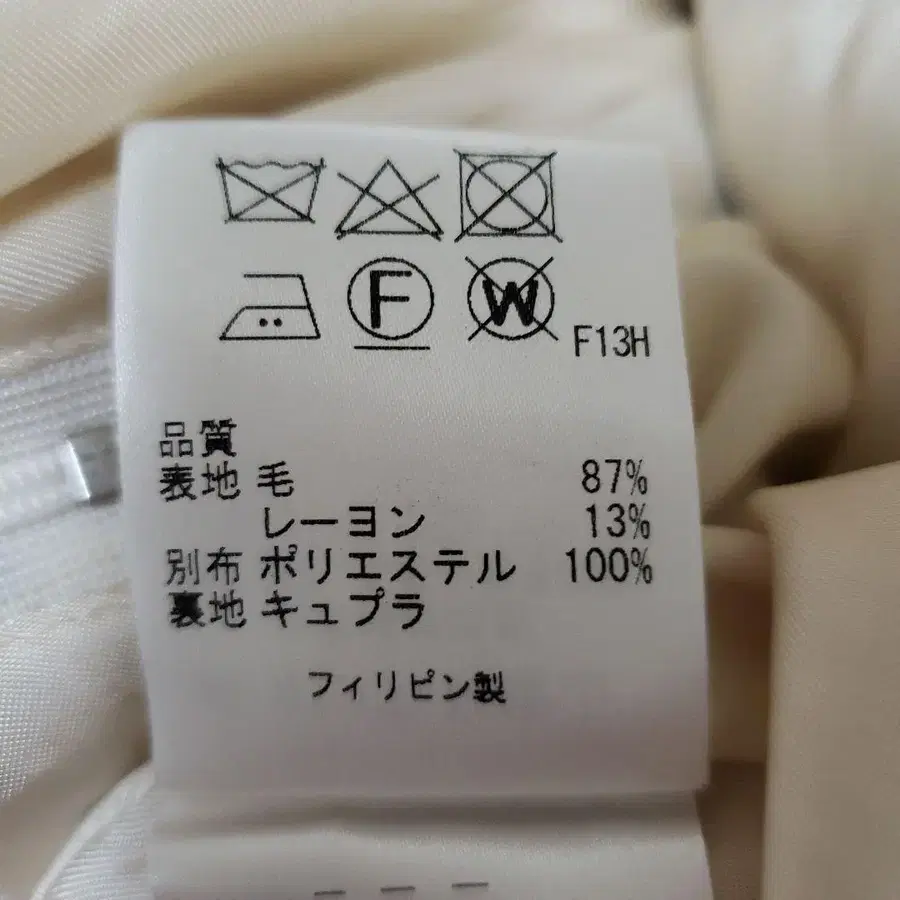 F W F13H
品質
表地 毛 87%
レーヨン 13%
別布 ポリエステル 100%
裏地 キュプラ
フィリピン製